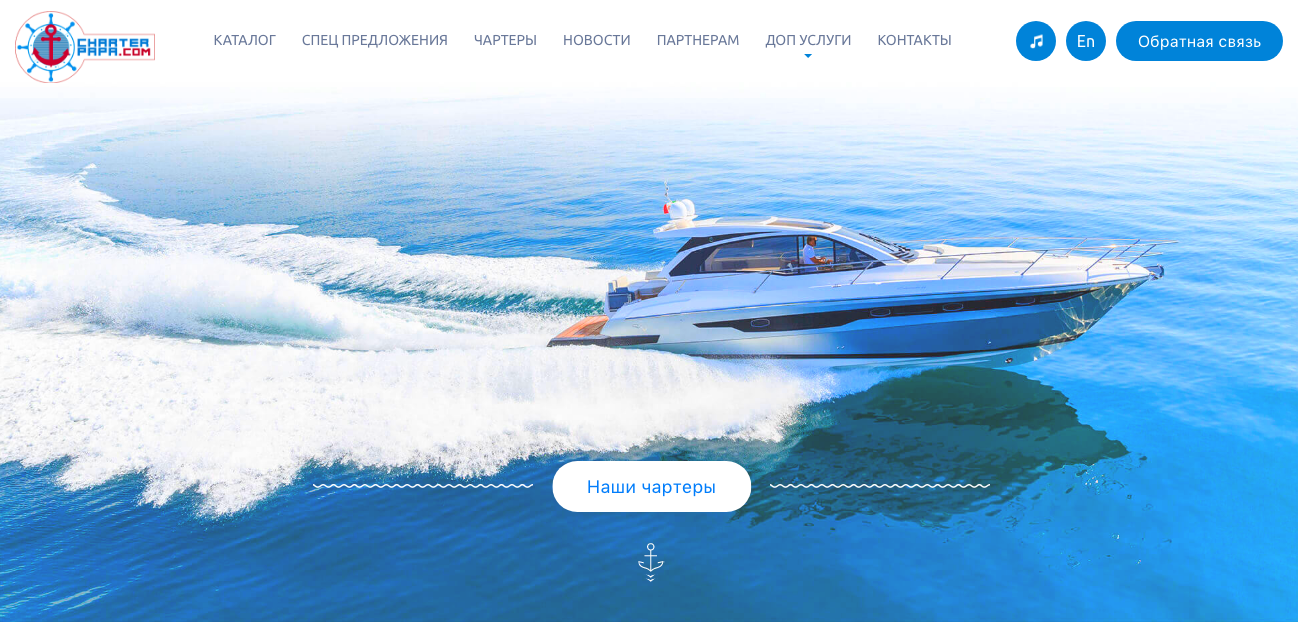 CHARTER
PAPA.COM
КАТАЛОГ
СПЕЦ ПРЕДЛОЖЕНИЯ
ЧАРТЕРЫ
НОВОСТИ
ПАРТНЕРАМ
ДОП УСЛУГИ
КОНТАКТЫ
En
Обратная связь
Наши чартеры